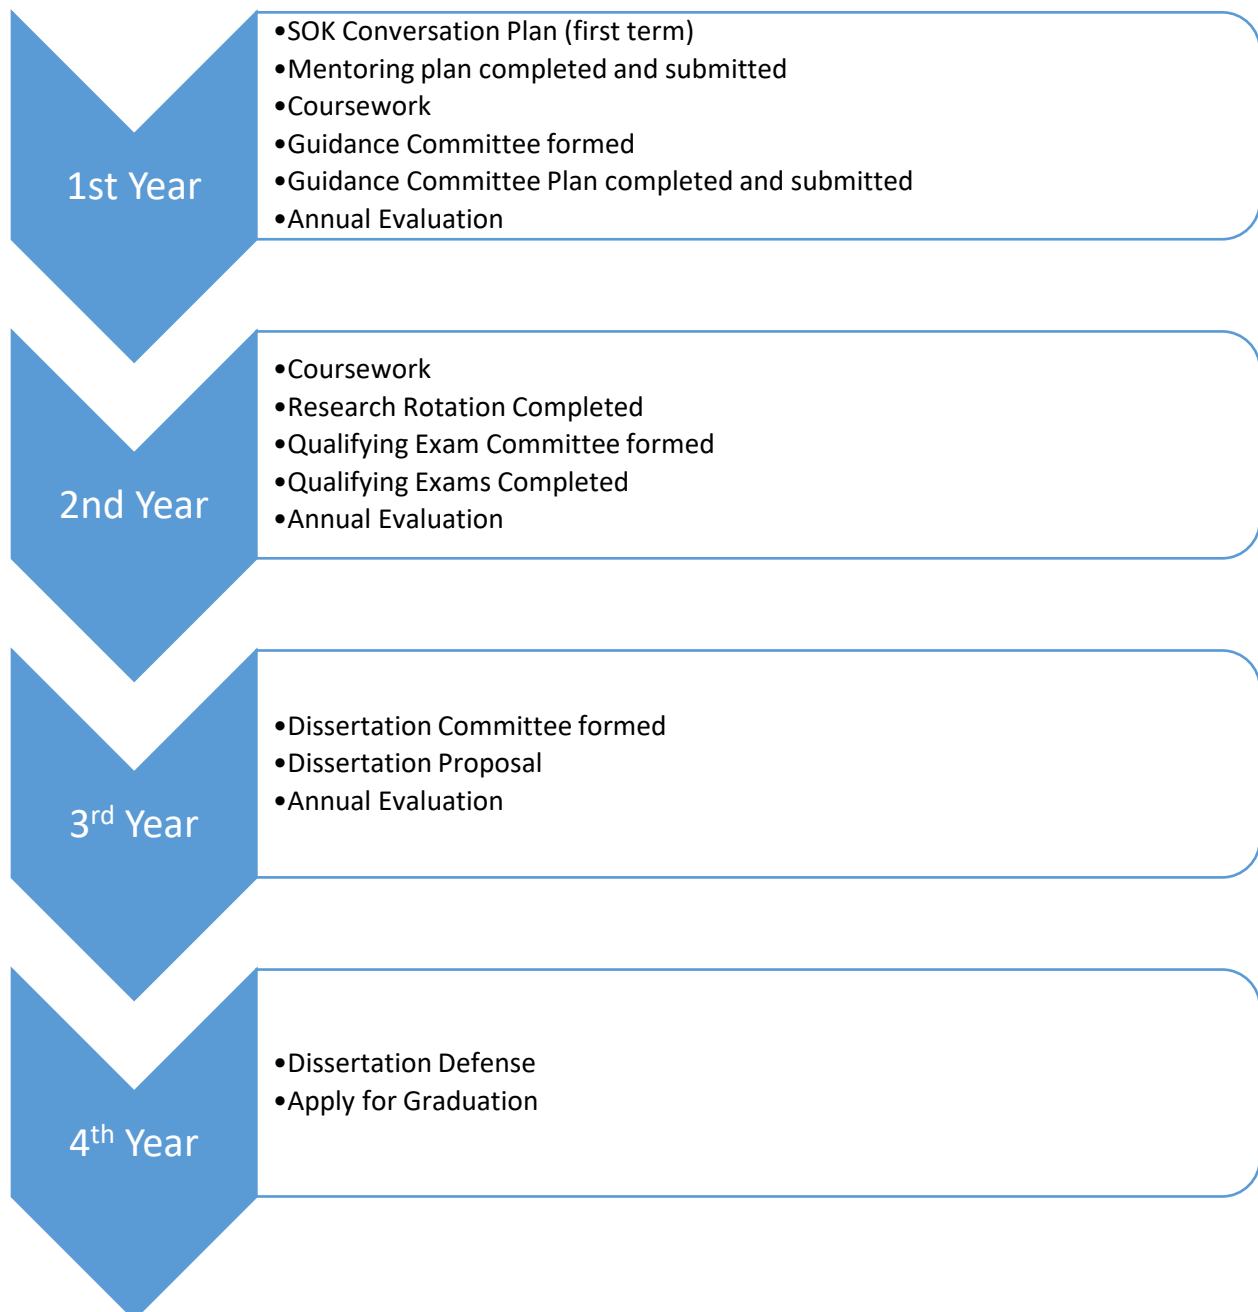 1st Year
•SOK Conversation Plan (first term)
•Mentoring plan completed and submitted
•Coursework
•Guidance Committee formed
•Guidance Committee Plan completed and submitted
•Annual Evaluation
2nd Year
•Coursework
•Research Rotation Completed
•Qualifying Exam Committee formed
•Qualifying Exams Completed
•Annual Evaluation
3rd Year
•Dissertation Committee formed
•Dissertation Proposal
•Annual Evaluation
4th Year
•Dissertation Defense
•Apply for Graduation